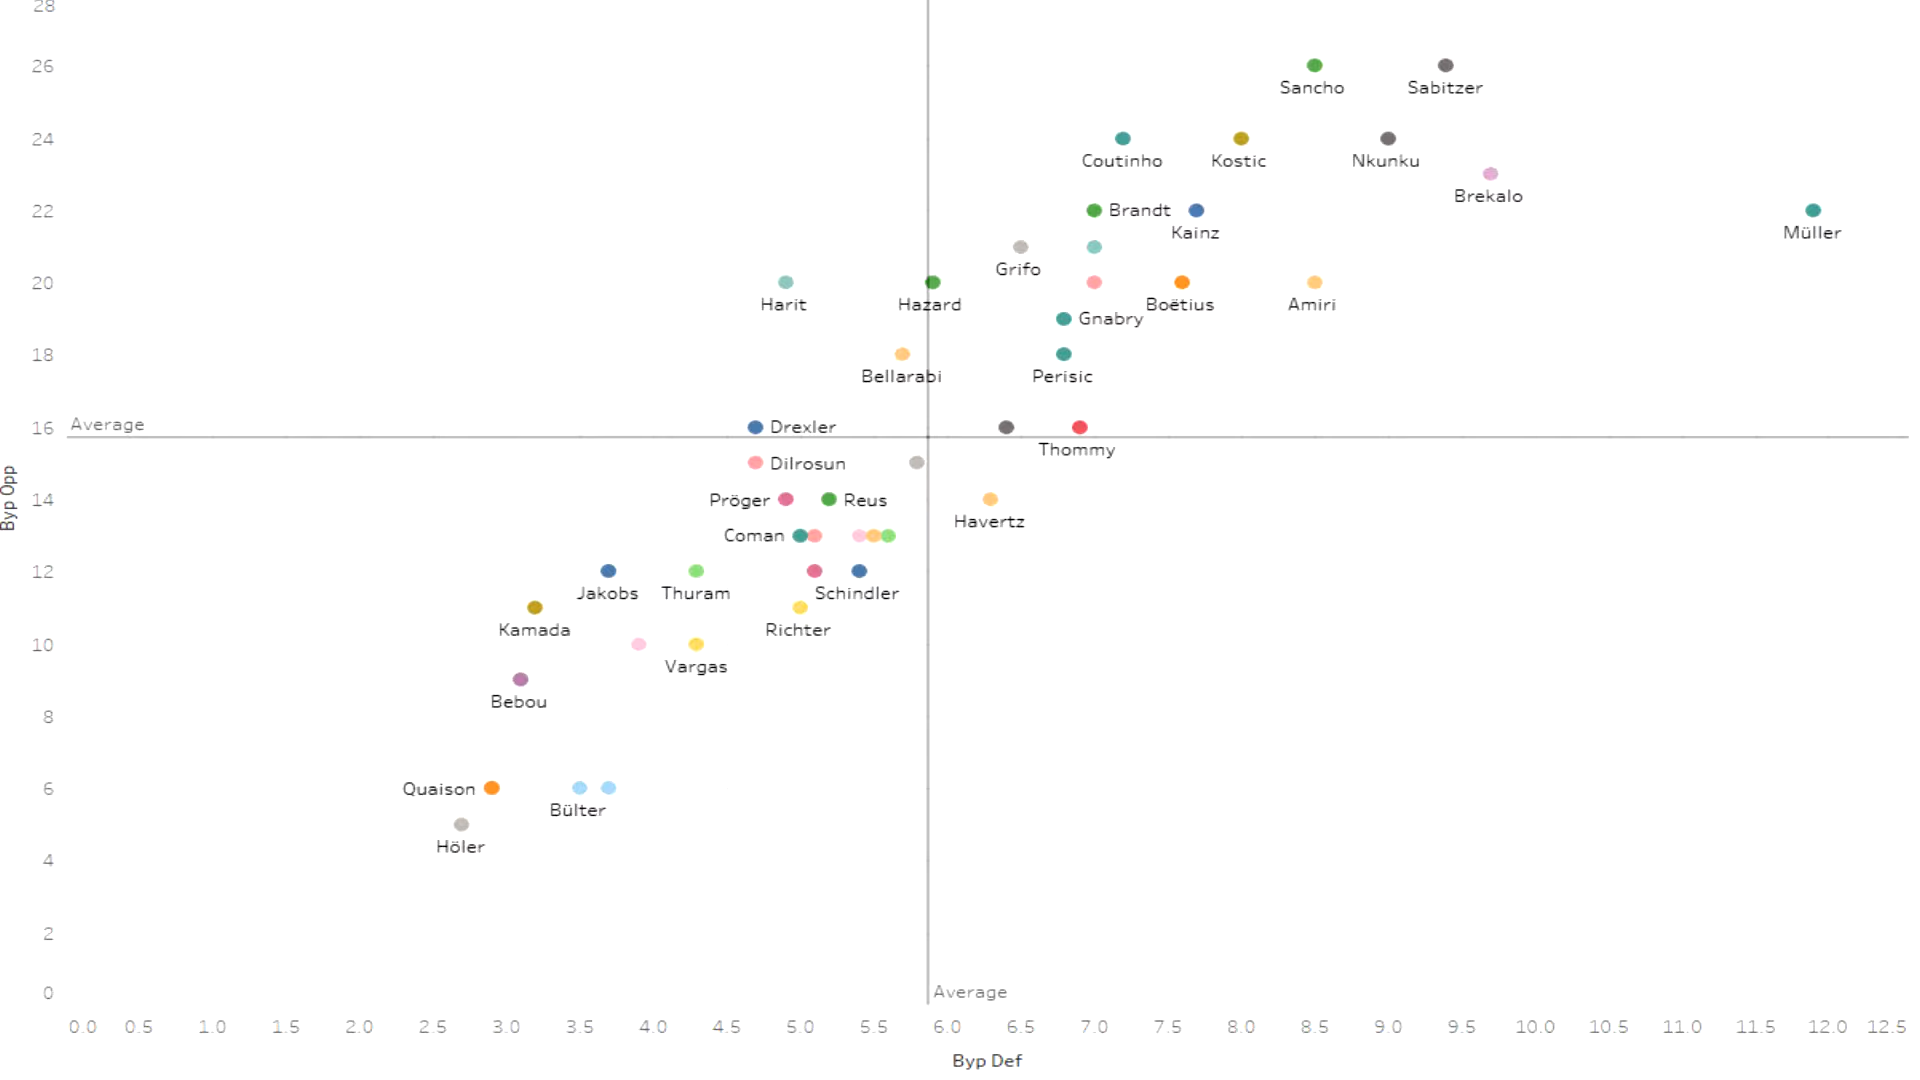 28
26
Sancho
Sabitzer
24
Coutinho
Kostic
Nkunku
Brekalo
22
Brandt
Kainz
Müller
Grifo
20
Harit
Hazard
Boëtius
Amiri
Gnabry
18
Bellarabi
Perisic
16
Average
Drexler
Thommy
Dilrosun
Byp Opp
14
Pröger
Reus
Havertz
Coman
12
Jakobs
Thuram
Schindler
Kamada
Richter
10
Vargas
Bebou
8
6
Quaison
Bülter
Höler
4
2
0
Average
0.0 0.5 1.0 1.5 2.0 2.5 3.0 3.5 4.0 4.5 5.0 5.5 6.0 6.5 7.0 7.5 8.0 8.5 9.0 9.5 10.0 10.5 11.0 11.5 12.0 12.5
Byp Def